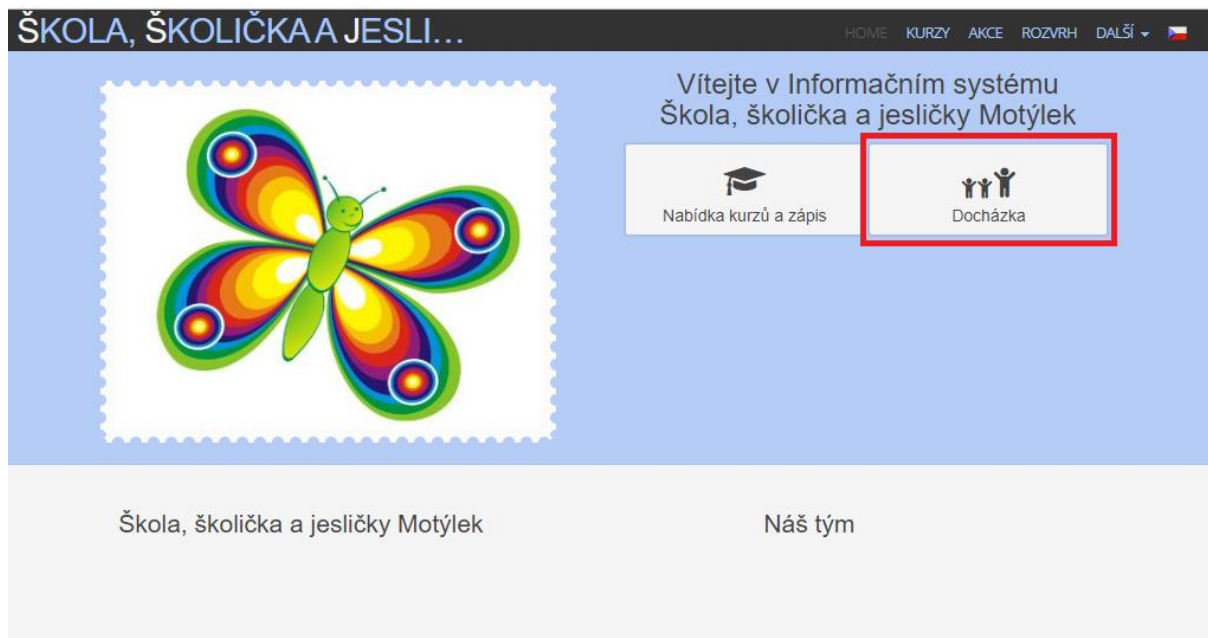 ŠKOLA, ŠKOLIČKA A JESLI...
HOME KURZY AKCE ROZVRH DALŠÍ
Vítejte v Informačním systému
Škola, školička a jesličky Motýlek
Nabídka kurzů a zápis
Docházka
Škola, školička a jesličky Motýlek
Náš tým